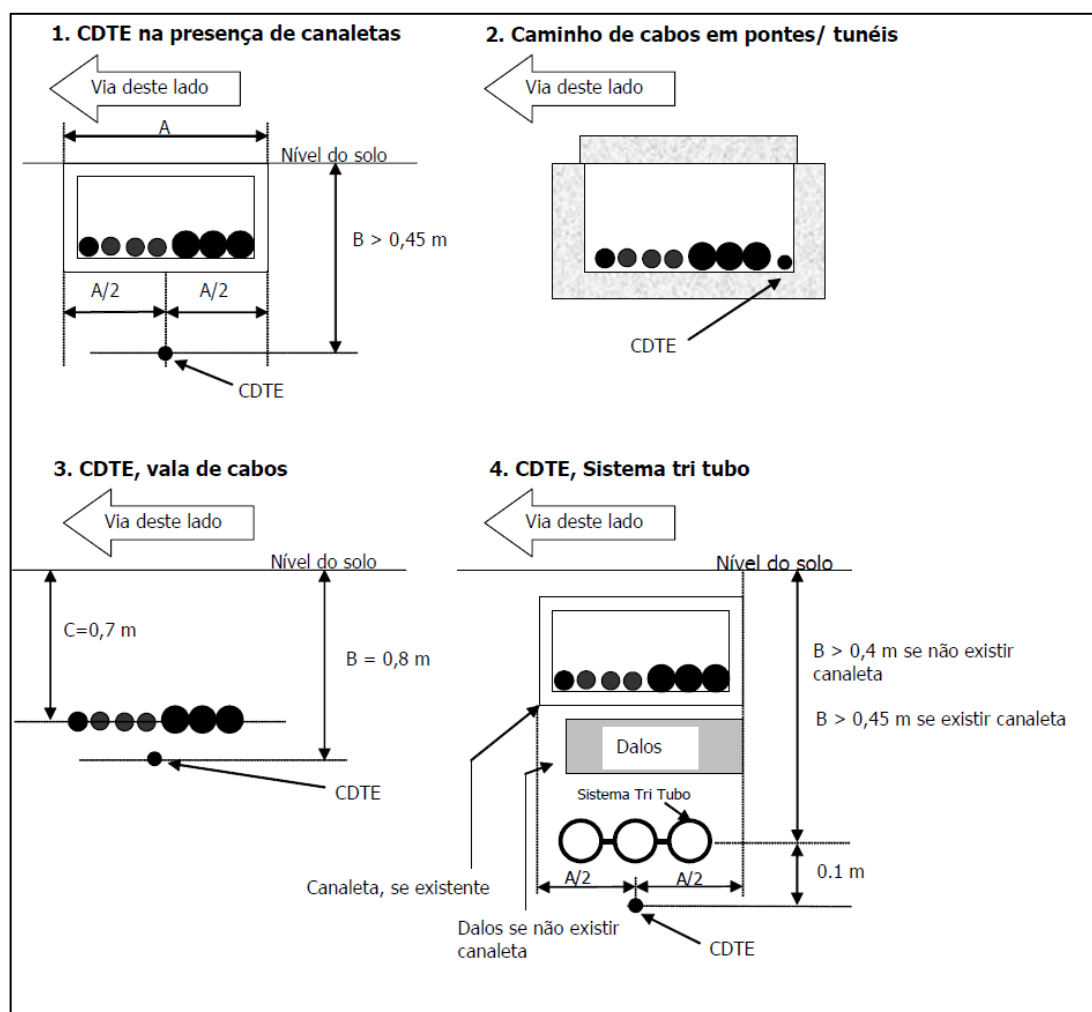 1. CDTE na presença de canaletas
Via deste lado
A
Nível do solo
B > 0,45 m
A/2
A/2
CDTE
2. Caminho de cabos em pontes/ tunéis
Via deste lado
CDTE
3. CDTE, vala de cabos
Via deste lado
Nível do solo
C=0,7 m
B = 0,8 m
CDTE
4. CDTE, Sistema tri tubo
Via deste lado
Nível do solo
B > 0,4 m se não existir
canaleta
B > 0,45 m se existir canaleta
Dalos
Sistema Tri Tubo
0.1 m
A/2
A/2
Canaleta, se existente
Dalos se não existir
canaleta
CDTE